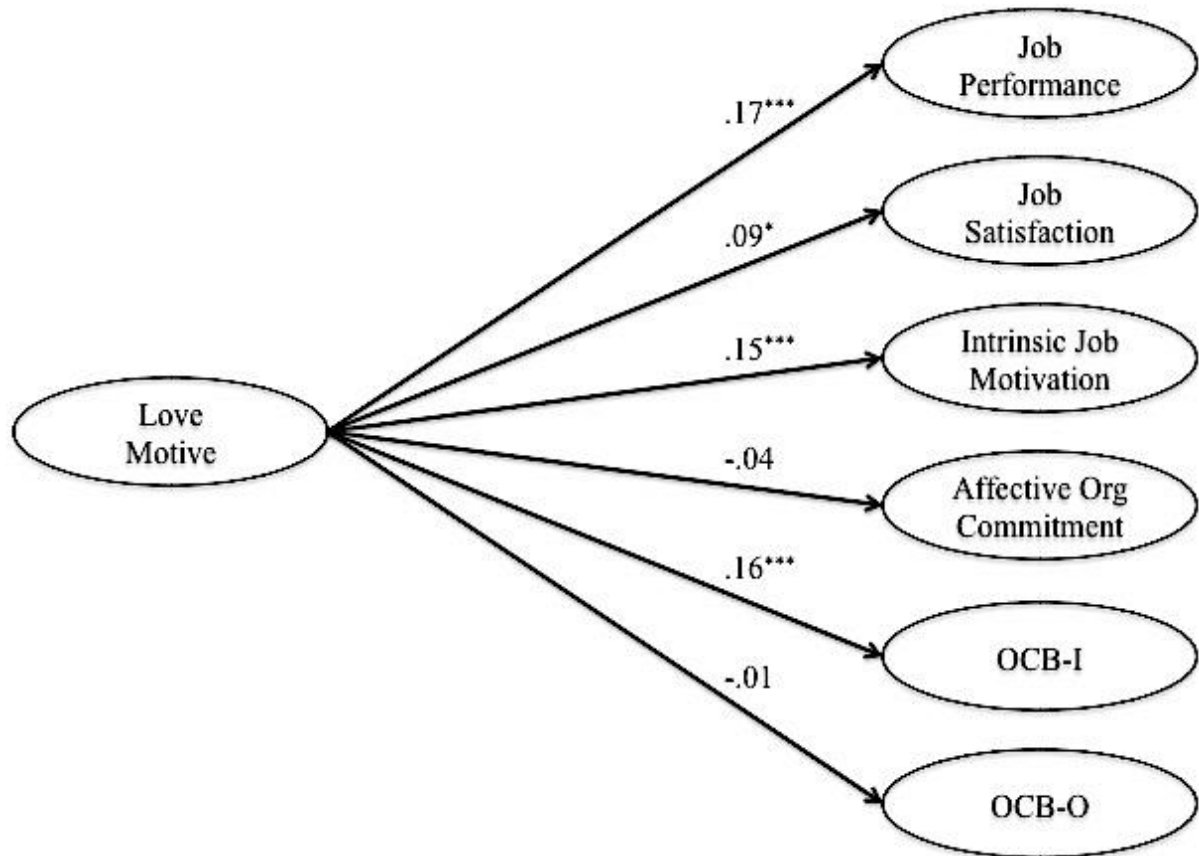 Job
Performance
.17***
Job
Satisfaction
.09*
Intrinsic Job
Motivation
.15***
Love
Motive
-.04
Affective Org
Commitment
.16***
OCB-I
-.01
OCB-O